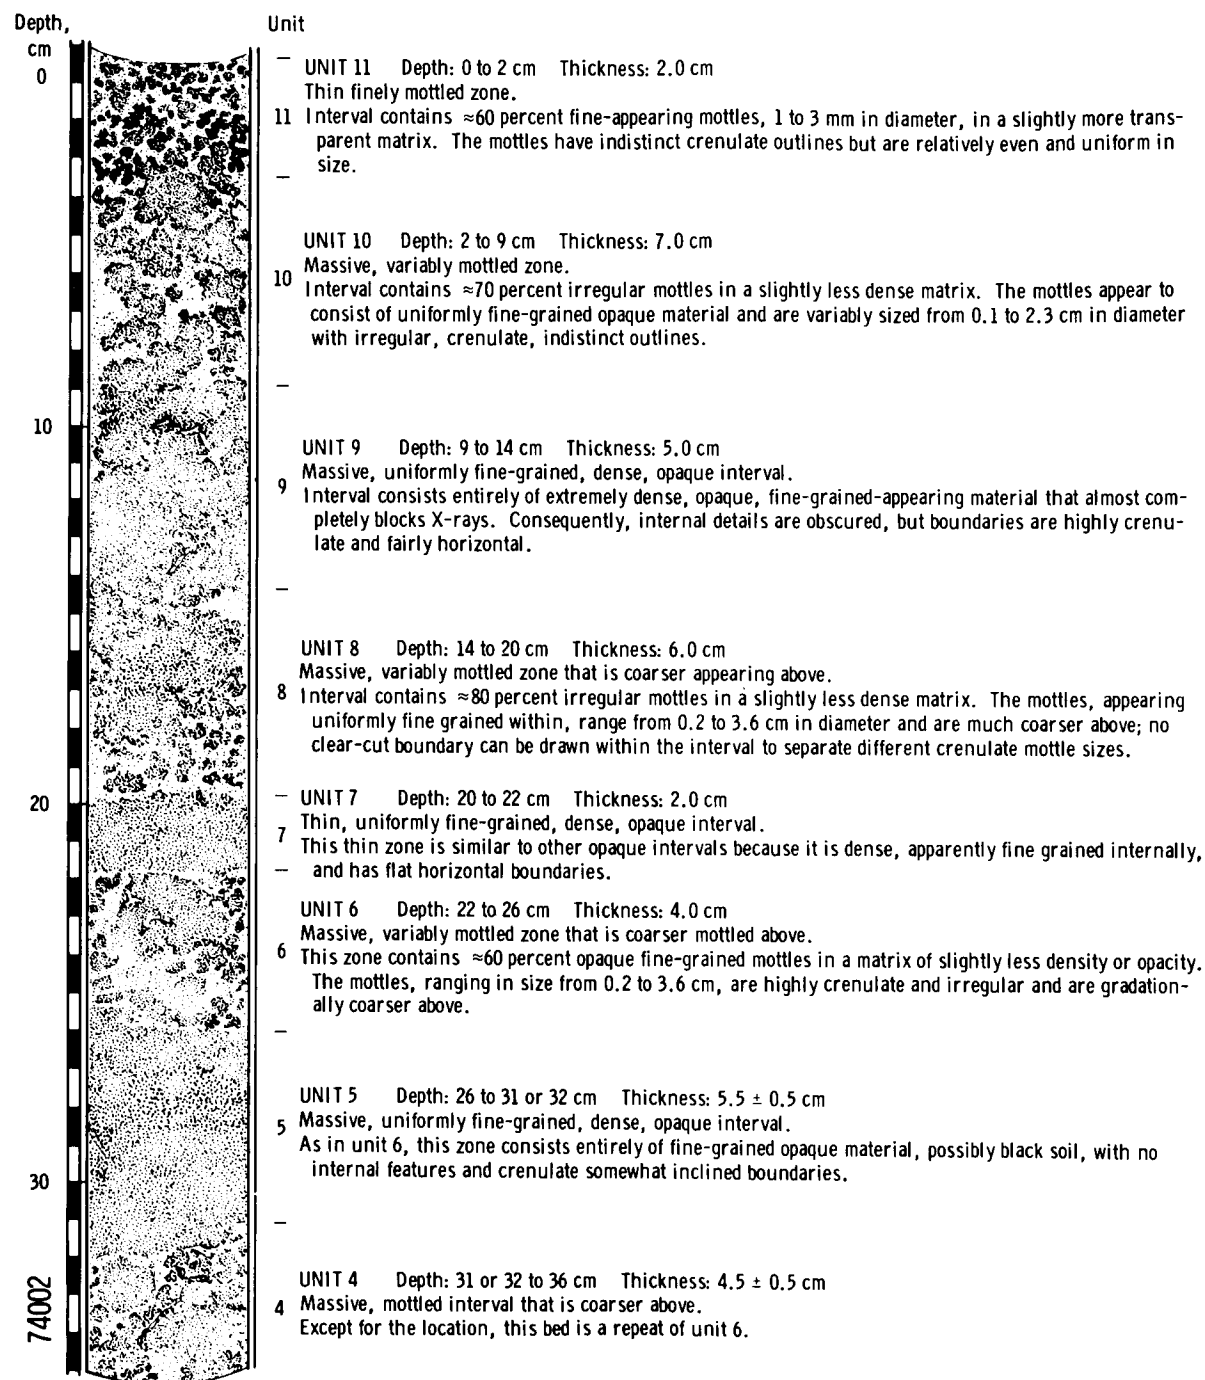 Depth, Unit
cm
0
UNIT 11 Depth: 0 to 2 cm Thickness: 2.0 cm
Thin finely mottled zone.
11 Interval contains ≈60 percent fine-appearing mottles, 1 to 3 mm in diameter, in a slightly more trans-
parent matrix. The mottles have indistinct crenulate outlines but are relatively even and uniform in
size.
UNIT 10 Depth: 2 to 9 cm Thickness: 7.0 cm
Massive, variably mottled zone.
10 Interval contains ≈70 percent irregular mottles in a slightly less dense matrix. The mottles appear to
consist of uniformly fine-grained opaque material and are variably sized from 0.1 to 2.3 cm in diameter
with irregular, crenulate, indistinct outlines.
10
UNIT 9 Depth: 9 to 14 cm Thickness: 5.0 cm
Massive, uniformly fine-grained, dense, opaque interval.
9 Interval consists entirely of extremely dense, opaque, fine-grained-appearing material that almost com-
pletely blocks X-rays. Consequently, internal details are obscured, but boundaries are highly crenu-
late and fairly horizontal.
UNIT 8 Depth: 14 to 20 cm Thickness: 6.0 cm
Massive, variably mottled zone that is coarser appearing above.
8 Interval contains ≈80 percent irregular mottles in a slightly less dense matrix. The mottles, appearing
uniformly fine grained within, range from 0.2 to 3.6 cm in diameter and are much coarser above; no
clear-cut boundary can be drawn within the interval to separate different crenulate mottle sizes.
20
UNIT 7 Depth: 20 to 22 cm Thickness: 2.0 cm
Thin, uniformly fine-grained, dense, opaque interval.
7 This thin zone is similar to other opaque intervals because it is dense, apparently fine grained internally,
and has flat horizontal boundaries.
UNIT 6 Depth: 22 to 26 cm Thickness: 4.0 cm
Massive, variably mottled zone that is coarser mottled above.
6 This zone contains ≈60 percent opaque fine-grained mottles in a matrix of slightly less density or opacity.
The mottles, ranging in size from 0.2 to 3.6 cm, are highly crenulate and irregular and are gradation-
ally coarser above.
UNIT 5 Depth: 26 to 31 or 32 cm Thickness: 5.5 ± 0.5 cm
5 Massive, uniformly fine-grained, dense, opaque interval.
As in unit 6, this zone consists entirely of fine-grained opaque material, possibly black soil, with no
internal features and crenulate somewhat inclined boundaries.
30
UNIT 4 Depth: 31 or 32 to 36 cm Thickness: 4.5 ± 0.5 cm
4 Massive, mottled interval that is coarser above.
Except for the location, this bed is a repeat of unit 6.
74002